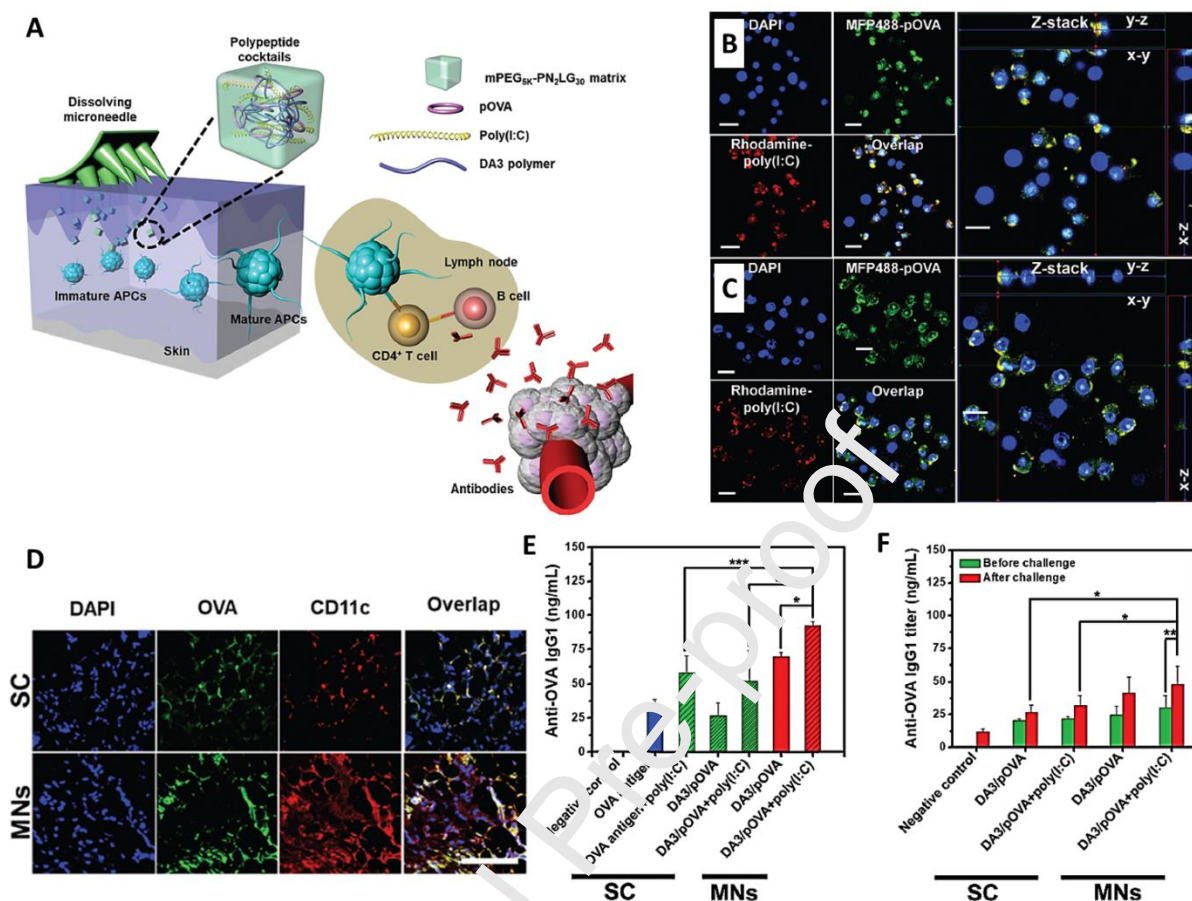 A
Polypeptide
cocktails
Dissolving
microneedle
mPEG5K-PN2LG30 matrix
pOVA
Poly(I:C)
DA3 polymer
Immature APCs
Mature APCs
Skin
Lymph node
B cell
CD4+ T cell
Antibodies
B
DAPI
MFP488-pOVA
Z-stack
y-z
x-y
Rhodamine-
poly(I:C)
Overlap
z-x
C
DAPI
MFP488-pOVA
Z-stack
y-z
x-y
Rhodamine-
poly(I:C)
Overlap
x-z
D
DAPI
OVA
CD11c
Overlap
SC
MNs
E
Anti-OVA IgG1 (ng/mL)
150
125
100
75
50
25
0
***
*
OVA antigen+poly(I:C)
DA3/pOVA
DA3/pOVA+poly(I:C)
DA3/pOVA
DA3/pOVA+poly(I:C)
SC
MNs
F
Anti-OVA IgG1 titer (ng/mL)
150
125
100
75
50
25
0
Before challenge
After challenge
*
*
**
Negative control
DA3/pOVA
DA3/pOVA+poly(I:C)
DA3/pOVA
DA3/pOVA+poly(I:C)
SC
MNs
Pre-proof